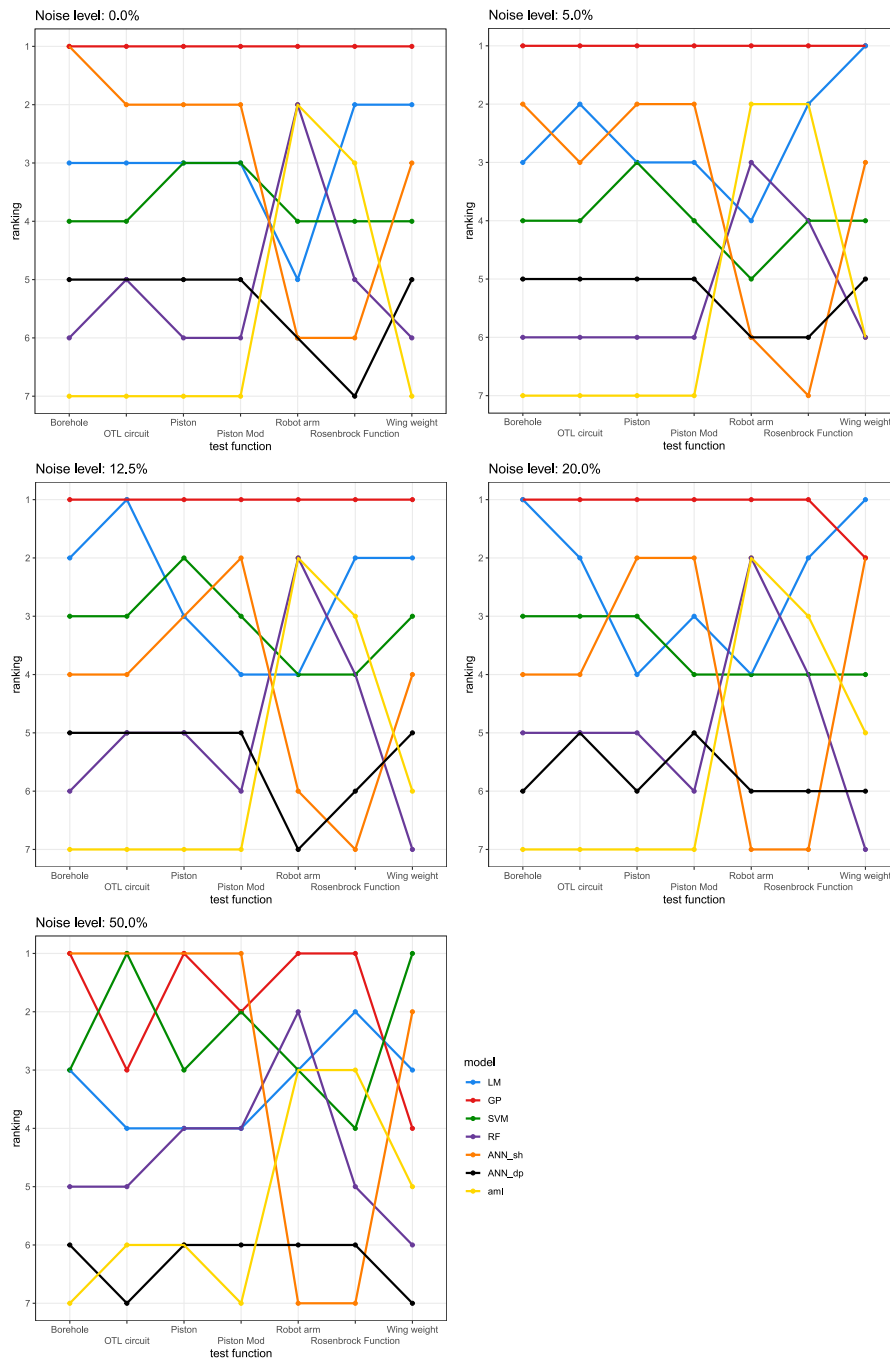 Noise level: 0.0%
1
2
3
4
5
6
7
ranking
Borehole
OTL circuit
Piston
Piston Mod
Robot arm
Rosenbrock Function
Wing weight
test function
Noise level: 5.0%
1
2
3
4
5
6
7
ranking
Borehole
OTL circuit
Piston
Piston Mod
Robot arm
Rosenbrock Function
Wing weight
test function
Noise level: 12.5%
1
2
3
4
5
6
7
ranking
Borehole
OTL circuit
Piston
Piston Mod
Robot arm
Rosenbrock Function
Wing weight
test function
Noise level: 20.0%
1
2
3
4
5
6
7
ranking
Borehole
OTL circuit
Piston
Piston Mod
Robot arm
Rosenbrock Function
Wing weight
test function
Noise level: 50.0%
1
2
3
4
5
6
7
ranking
Borehole
OTL circuit
Piston
Piston Mod
Robot arm
Rosenbrock Function
Wing weight
test function
model
LM
GP
SVM
RF
ANN_sh
ANN_dp
aml